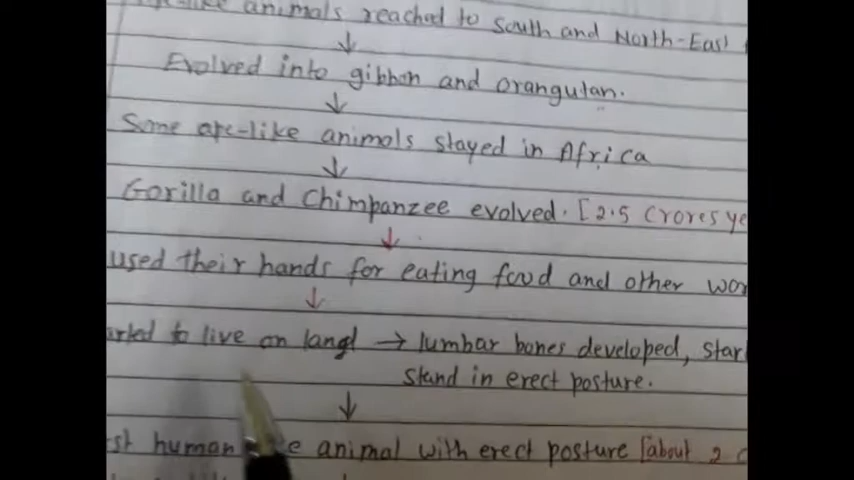 animals reached to South and North-East
↓
Evolved into gibbon and orangutan.
↓
Some ape-like animals stayed in Africa
↓
Gorilla and Chimpanzee evolved. [2.5 crores ye
↓
used their hands for eating food and other wor
↓
arted to live on land → lumbar bones developed, star
stand in erect posture.
↓
st human animal with erect posture [about 2 c